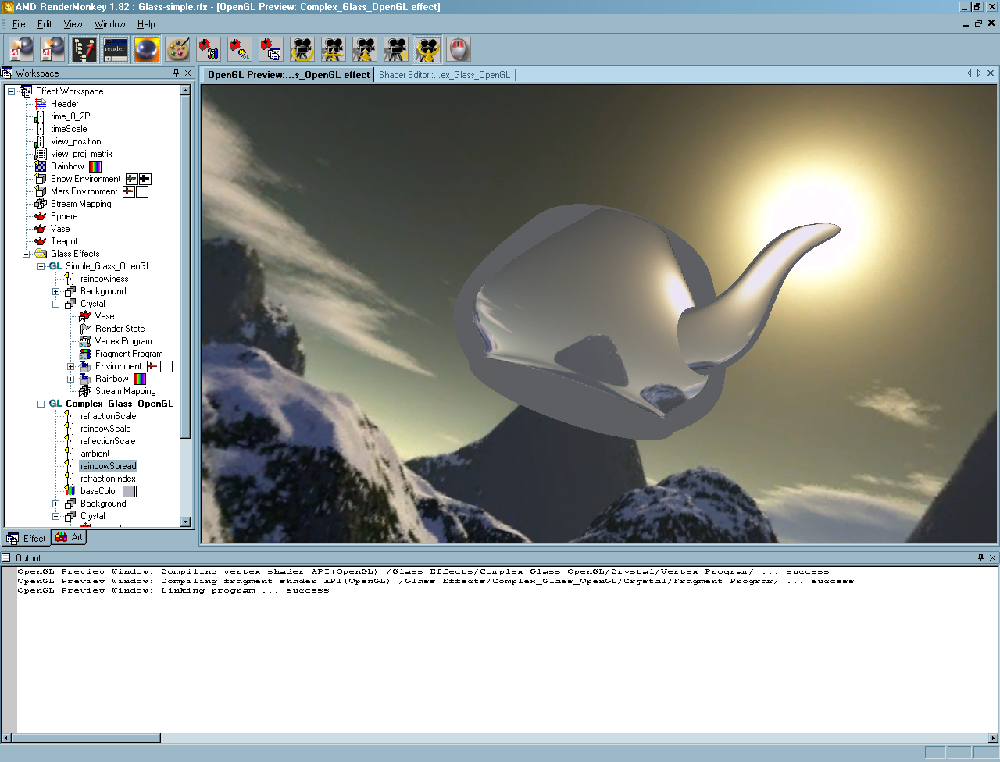 AMD RenderMonkey 1.82 : Glass-simple.rfx - [OpenGL Preview: Complex_Glass_OpenGL effect]
File Edit View Window Help
render
GL
Workspace
OpenGL Preview:...s_OpenGL effect
Shader Editor :...ex_Glass_OpenGL
Effect Workspace
Header
time_0_2PI
timeScale
view_position
view_proj_matrix
Rainbow
Snow Environment
Mars Environment
Stream Mapping
Sphere
Vase
Teapot
Glass Effects
GL Simple_Glass_OpenGL
rainbowiness
Background
Crystal
Vase
Render State
GL Vertex Program
GL Fragment Program
Tx Environment
Tx Rainbow
Stream Mapping
GL Complex_Glass_OpenGL
refractionScale
rainbowScale
reflectionScale
ambient
rainbowSpread
refractionIndex
baseColor
Background
Crystal
Effect Art
Output
OpenGL Preview Window: Compiling vertex shader API(OpenGL) /Glass Effects/Complex_Glass_OpenGL/Crystal/Vertex Program/ ... success
OpenGL Preview Window: Compiling fragment shader API(OpenGL) /Glass Effects/Complex_Glass_OpenGL/Crystal/Fragment Program/ ... success
OpenGL Preview Window: Linking program ... success